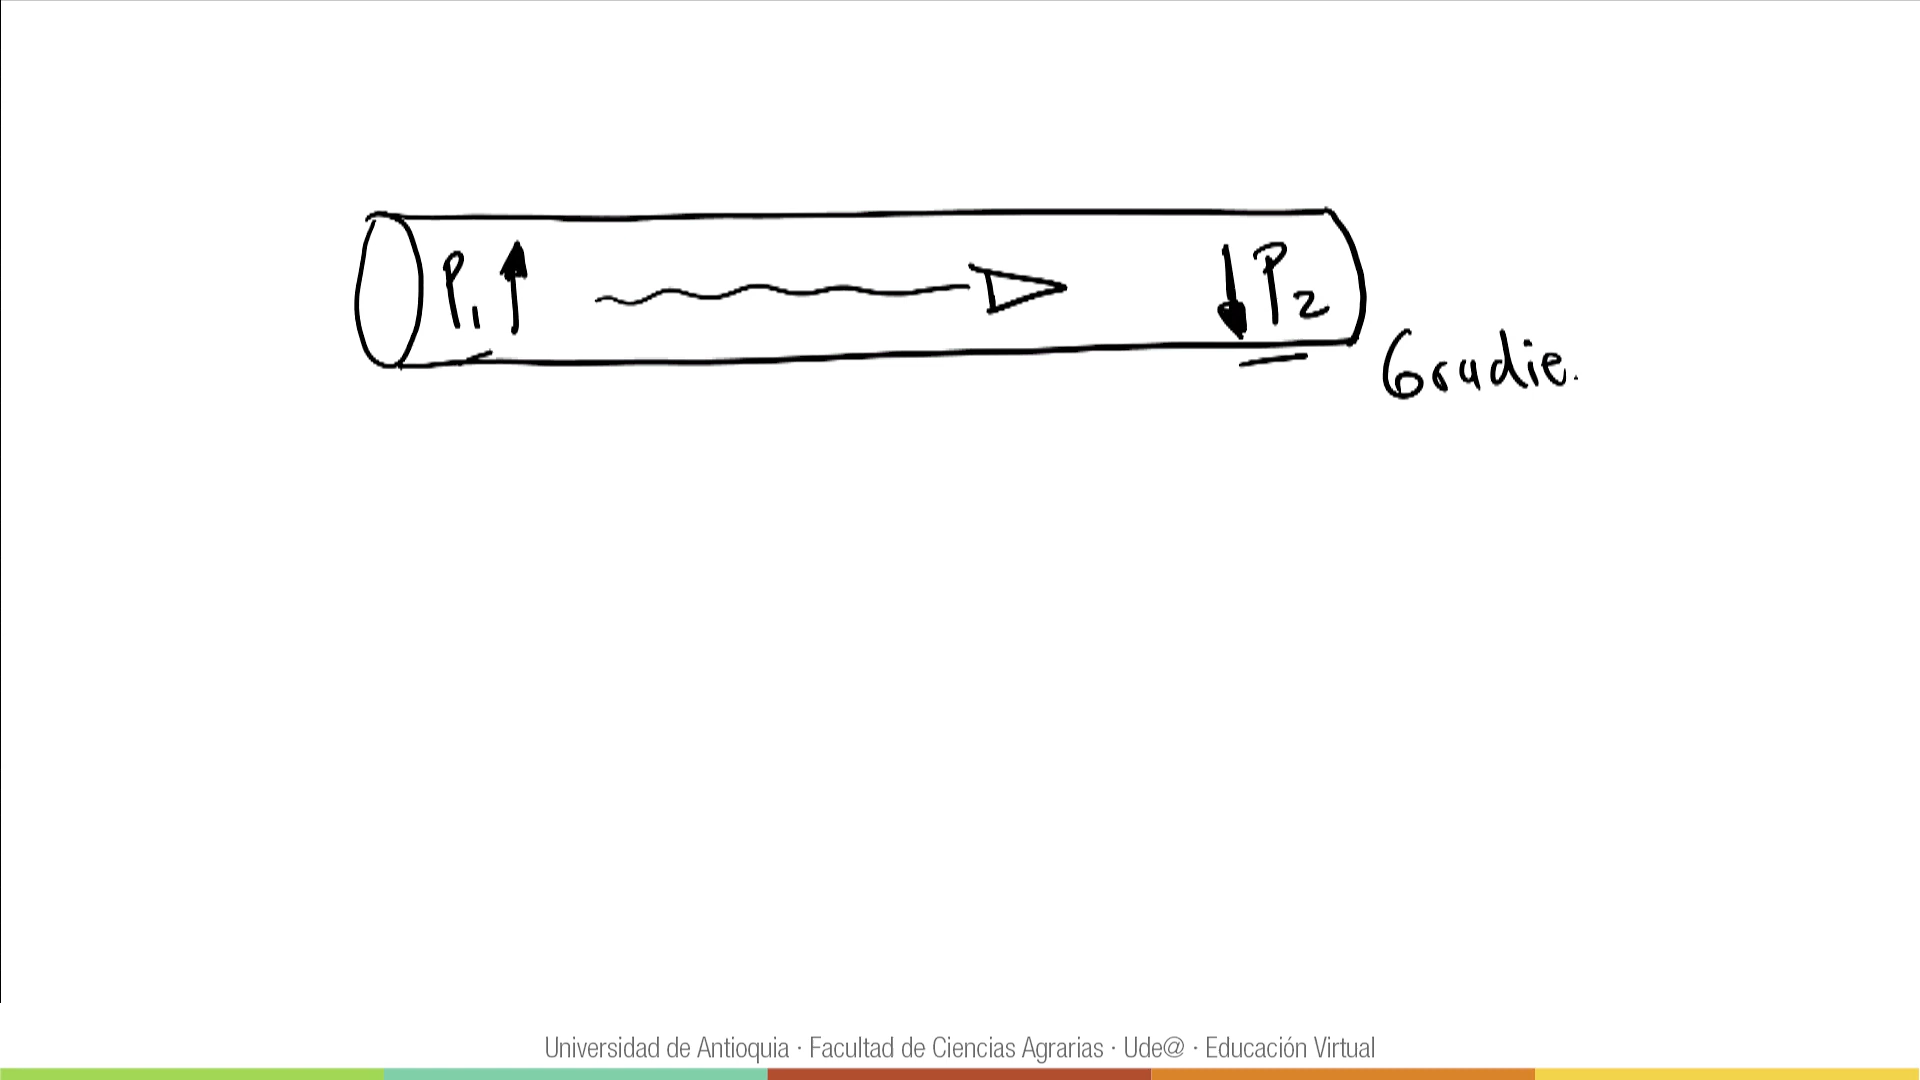 P1 P2
Gradie.
Universidad de Antioquia · Facultad de Ciencias Agrarias · Ude@ · Educación Virtual